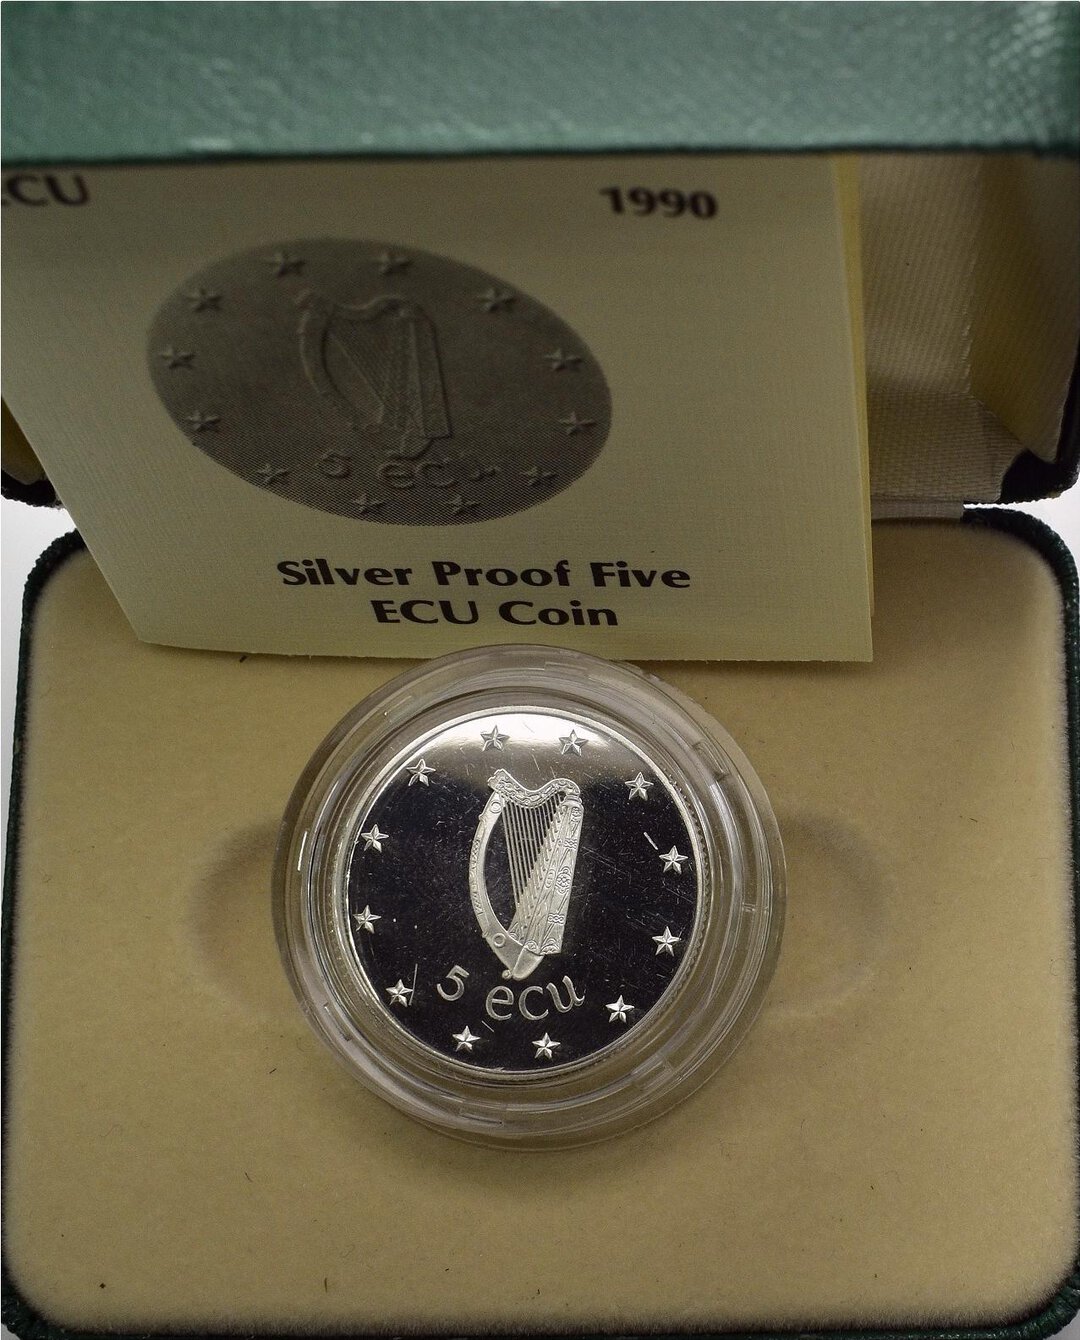 ECU 1990
5 ecu
Silver Proof Five
ECU Coin
5 ecu